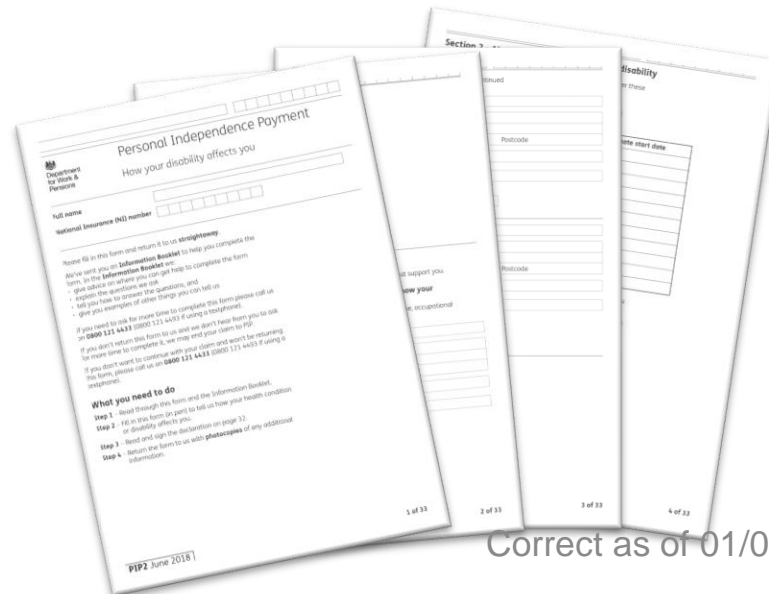 Personal Independence Payment
How your disability affects you
Department
for Work &
Pensions
Full name
National Insurance (NI) number
Please fill in this form and return it to us straightaway.
We've sent you an Information Booklet to help you complete the
form. In the Information Booklet we:
- give advice on where you can get help to complete the form
- explain the questions we ask
- tell you how to answer the questions, and
- give you examples of other things you can tell us
If you need to ask for more time to complete this form please call us
on 0800 121 4433 (0800 121 4493 if using a textphone).
If you don't return this form to us and we don't hear from you to ask
for more time to complete it, we may end your claim to PIP.
If you don't want to continue with your claim and won't be returning
this form, please call us on 0800 121 4433 (0800 121 4493 if using a
textphone).
What you need to do
Step 1 - Read through this form and the Information Booklet.
Step 2 - Fill in this form (in pen) to tell us how your health condition
or disability affects you.
Step 3 - Read and sign the declaration on page 32.
Step 4 - Return the form to us with photocopies of any additional
information.
1 of 33
PIP2 June 2018
support you.
how your
occupational
2 of 33
Postcode
Postcode
3 of 33
Section 2
disability
these
start date
4 of 33
Correct as of 01/0